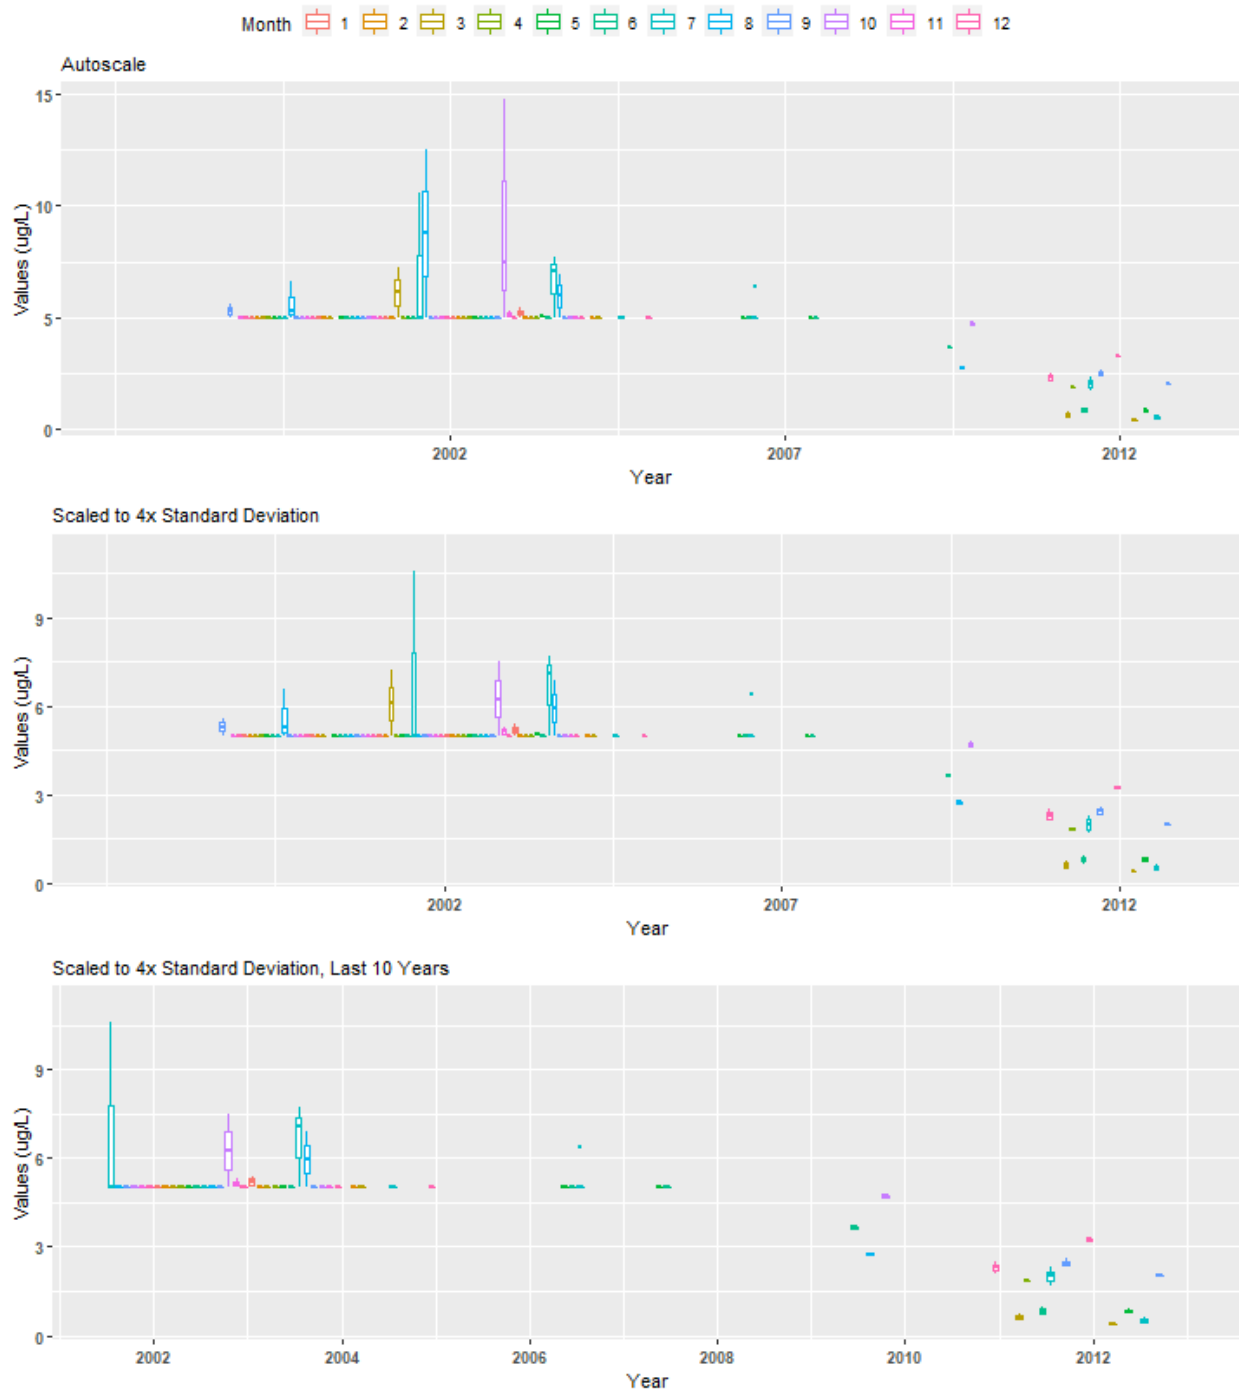 Month 1 2 3 4 5 6 7 8 9 10 11 12
Autoscale
15
10
5
0
Values (ug/L)
2002 2007 2012
Year
Scaled to 4x Standard Deviation
9
6
3
0
Values (ug/L)
2002 2007 2012
Year
Scaled to 4x Standard Deviation, Last 10 Years
9
6
3
0
Values (ug/L)
2002 2004 2006 2008 2010 2012
Year